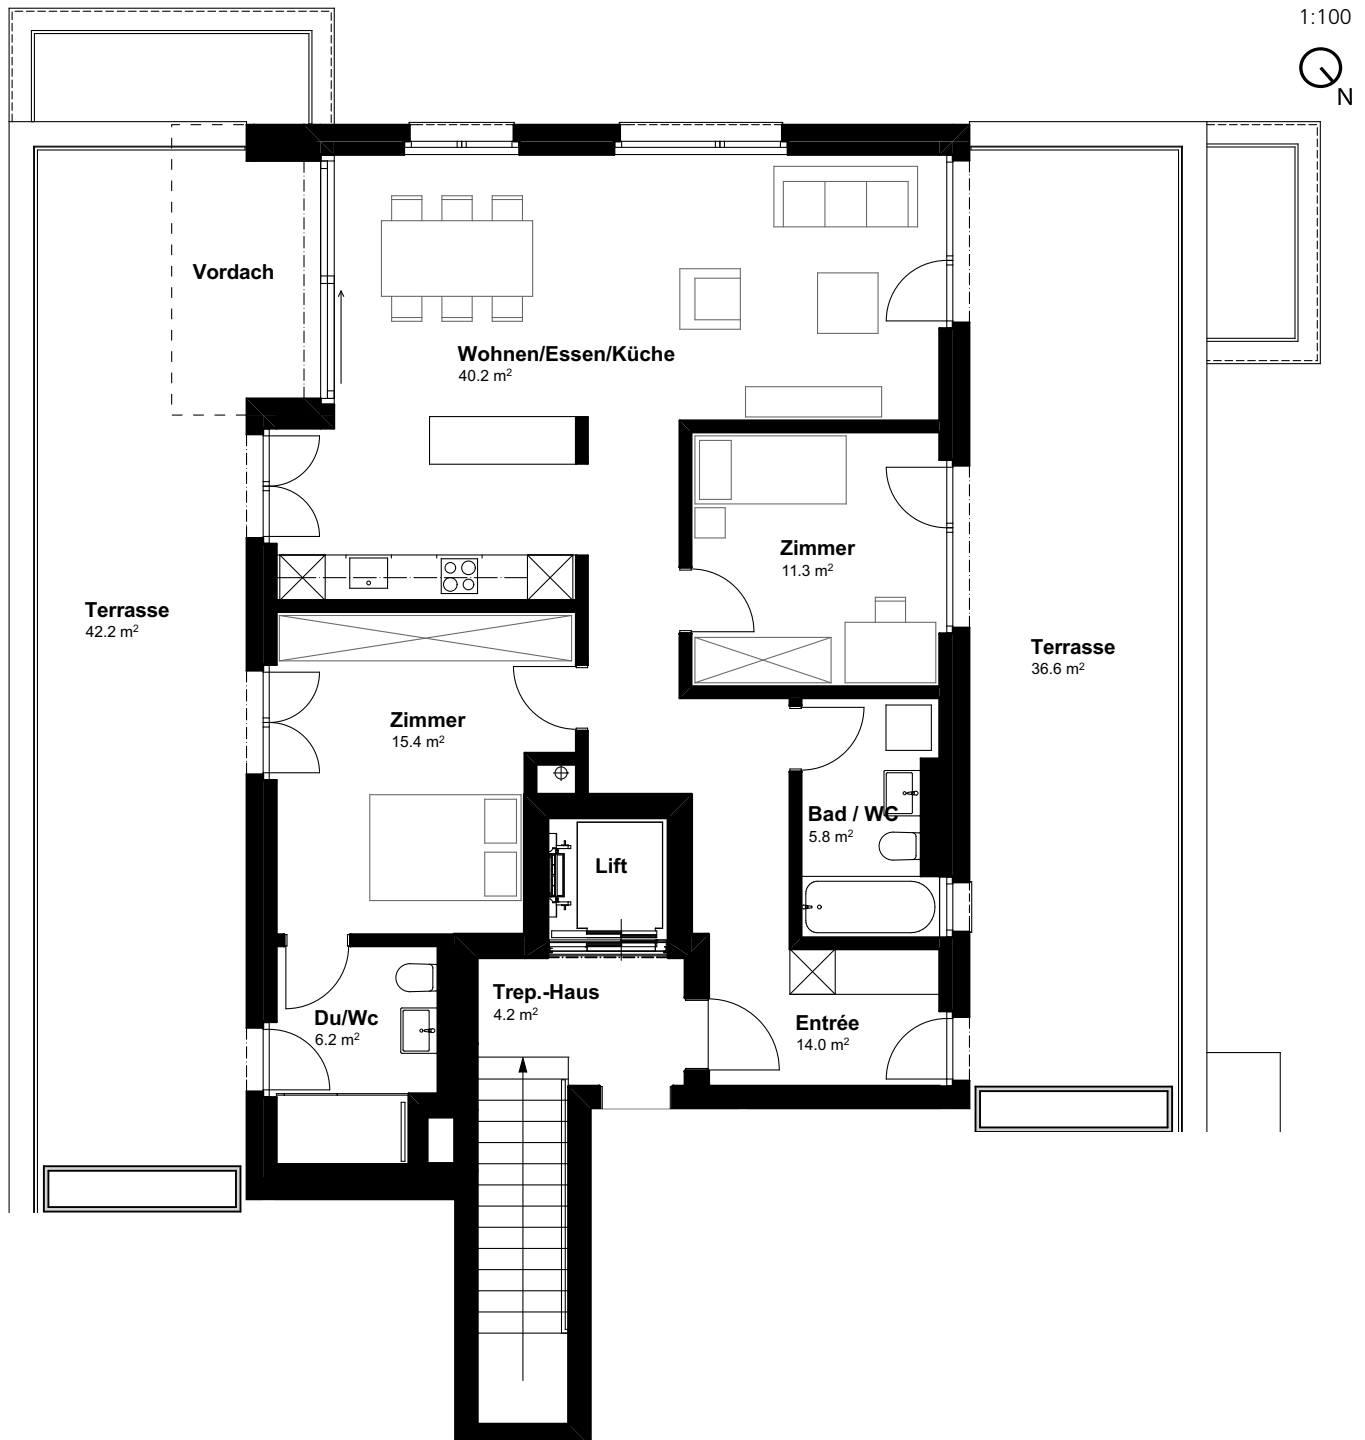 1:100
N
Vordach
Wohnen/Essen/Küche
40.2 m²
Zimmer
11.3 m²
Terrasse
42.2 m²
Terrasse
36.6 m²
Zimmer
15.4 m²
Bad / WC
5.8 m²
Lift
Trep.-Haus
4.2 m²
Du/Wc
6.2 m²
Entrée
14.0 m²